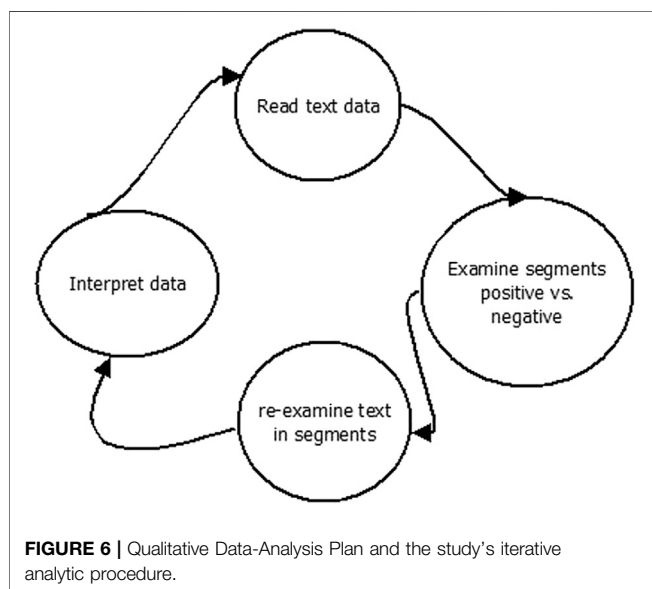 Read text data
Examine segments
positive vs.
negative
re-examine text
in segments
Interpret data
FIGURE 6 | Qualitative Data-Analysis Plan and the study’s iterative
analytic procedure.